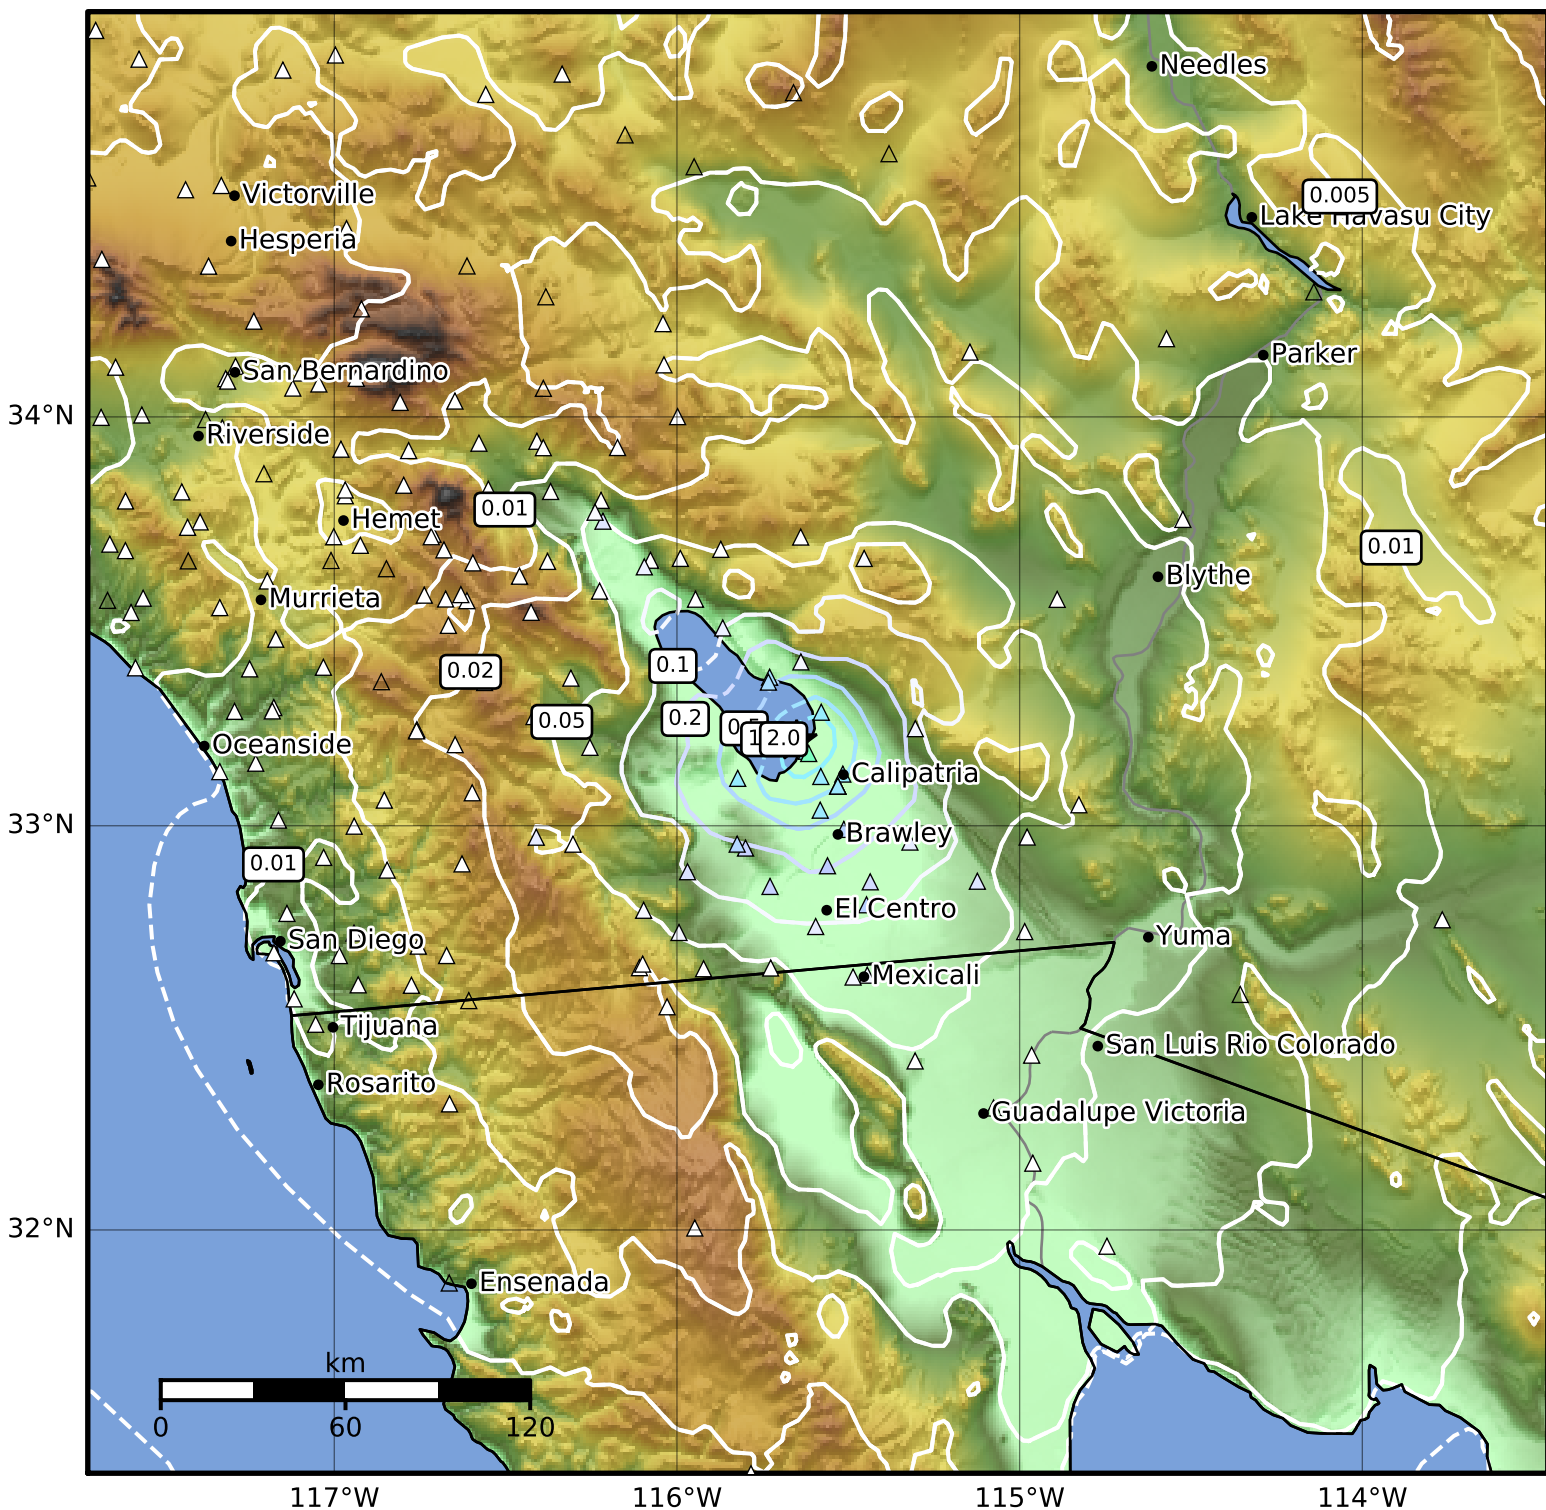 Needles
Victorville
0.005
Lake Havasu City
Hesperia
Parker
San Bernardino
34°N
Riverside
0.01
Hemet
0.01
Blythe
Murrieta
0.1
0.02
0.2
0.05
2.0
Oceanside
Calipatria
33°N
Brawley
0.01
El Centro
San Diego
Yuma
Mexicali
Tijuana
San Luis Rio Colorado
Rosarito
Guadalupe Victoria
32°N
Ensenada
km
0 60 120
117°W 116°W 115°W 114°W